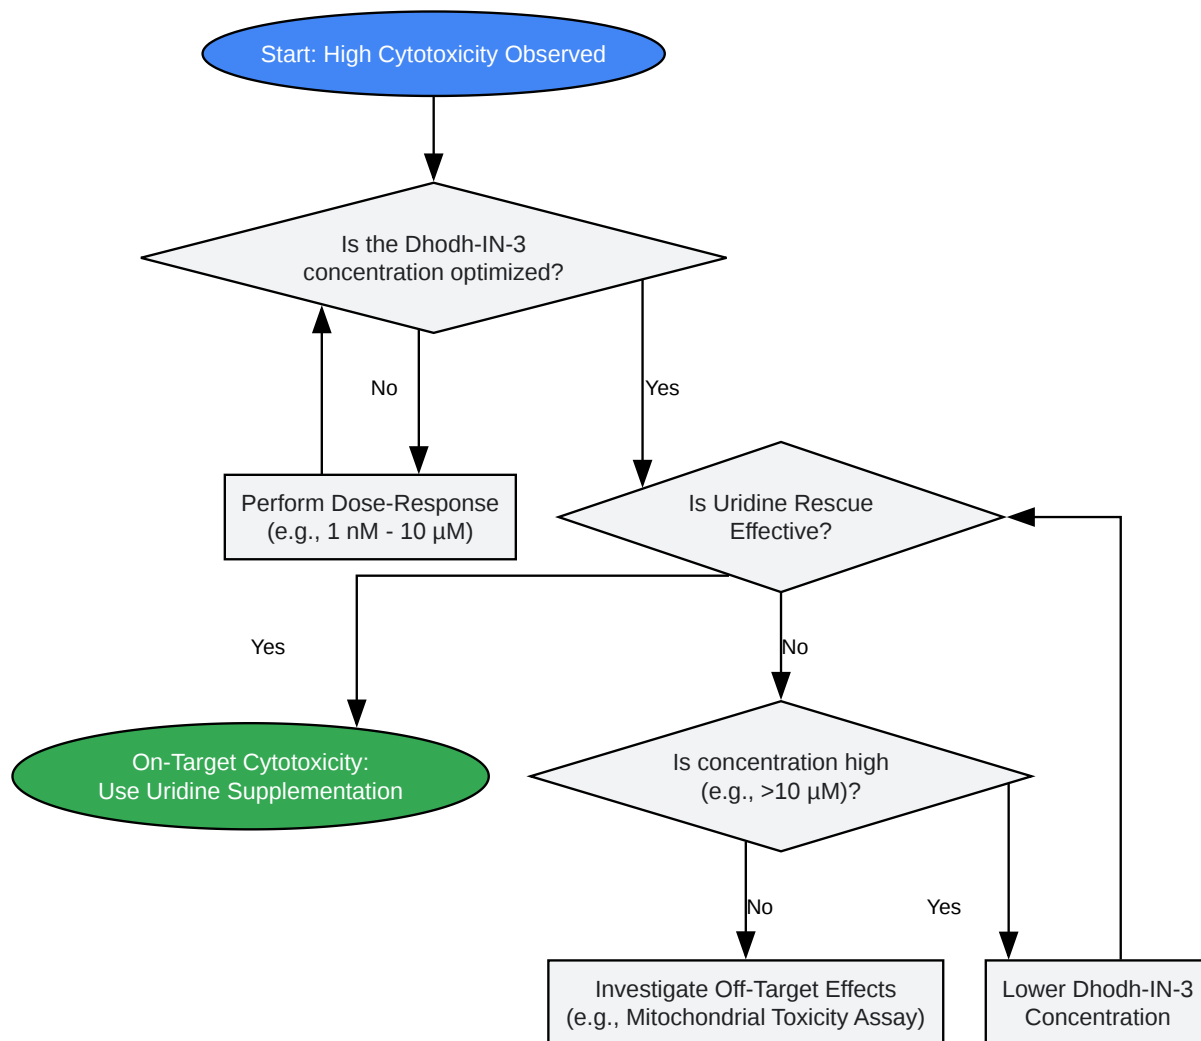 Start: High Cytotoxicity Observed
Is the Dhodh-IN-3
concentration optimized?
No
Yes
Perform Dose-Response
(e.g., 1 nM - 10 µM)
Is Uridine Rescue
Effective?
Yes
No
On-Target Cytotoxicity:
Use Uridine Supplementation
Is concentration high
(e.g., >10 µM)?
No
Yes
Investigate Off-Target Effects
(e.g., Mitochondrial Toxicity Assay)
Lower Dhodh-IN-3
Concentration